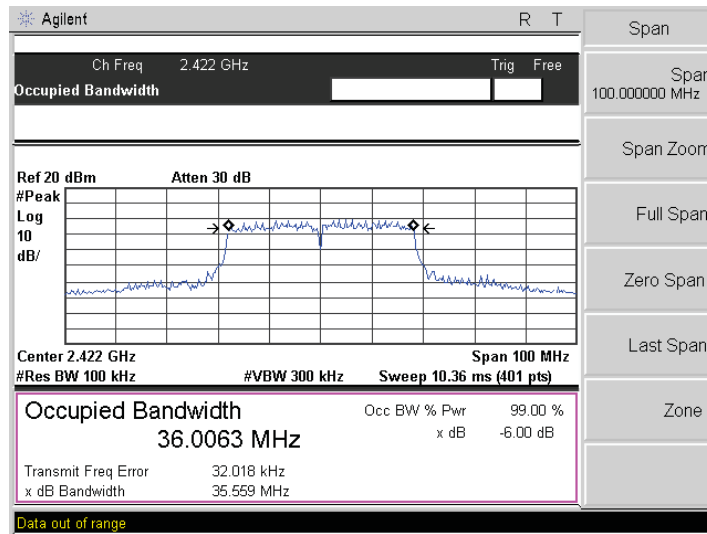 Agilent R T
Span
Ch Freq 2.422 GHz Trig Free
Occupied Bandwidth
Span
100.000000 MHz
Span Zoom
Full Span
Zero Span
Last Span
Zone
Ref 20 dBm Atten 30 dB
#Peak
Log
10
dB/
Center 2.422 GHz Span 100 MHz
#Res BW 100 kHz #VBW 300 kHz Sweep 10.36 ms (401 pts)
Occupied Bandwidth Occ BW % Pwr 99.00 %
36.0063 MHz x dB -6.00 dB
Transmit Freq Error 32.018 kHz
x dB Bandwidth 35.559 MHz
Data out of range